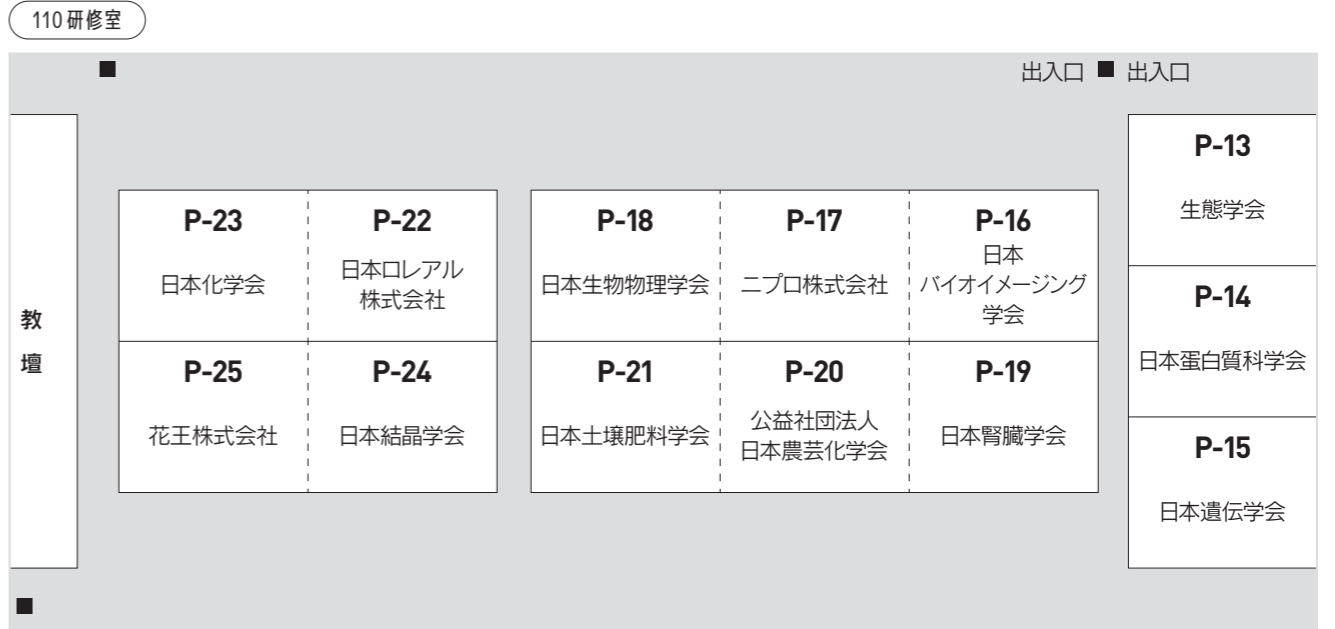 110 研修室
出入口 ■ 出入口
教
壇
P-23
日本化学会
P-22
日本ロレアル
株式会社
P-18
日本生物物理学会
P-17
ニプロ株式会社
P-16
日本
バイオイメージング
学会
P-25
花王株式会社
P-24
日本結晶学会
P-21
日本土壌肥料学会
P-20
公益社団法人
日本農芸化学会
P-19
日本腎臓学会
P-13
生態学会
P-14
日本蛋白質科学会
P-15
日本遺伝学会